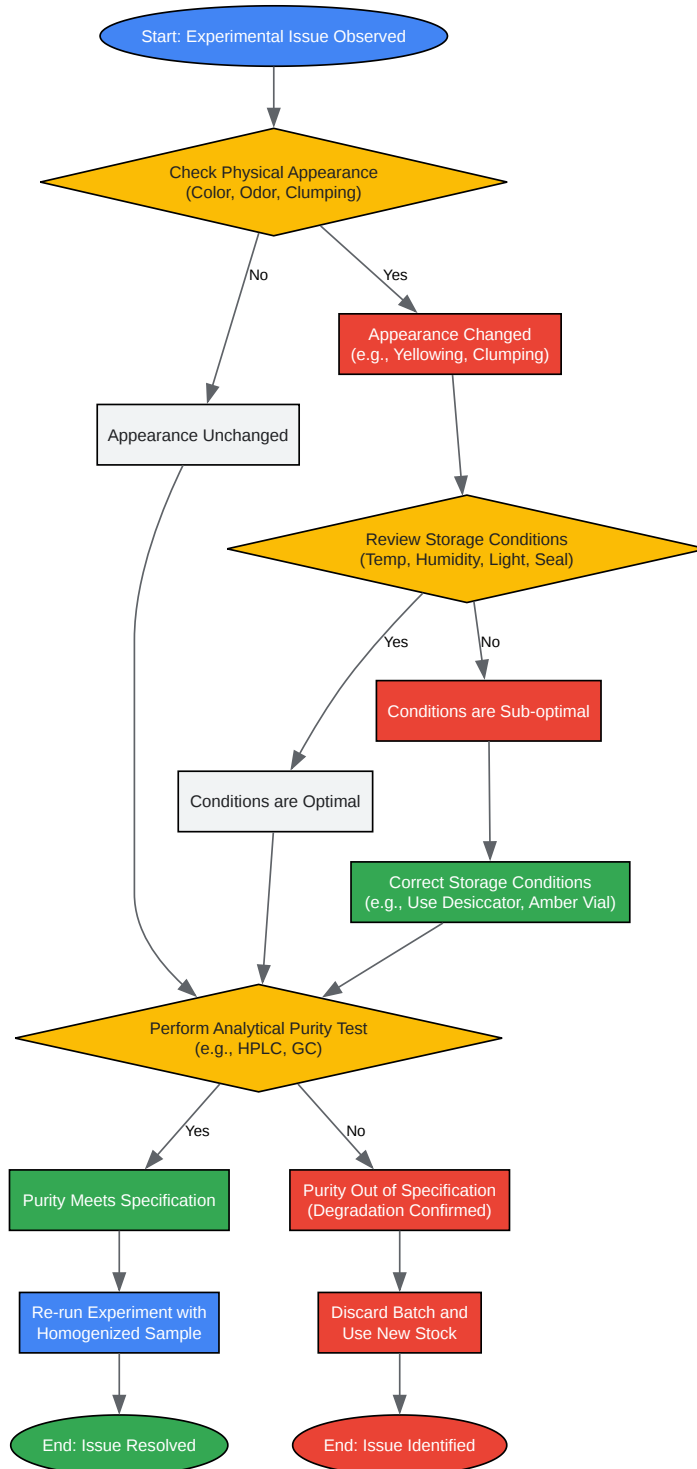 Start: Experimental Issue Observed
Check Physical Appearance
(Color, Odor, Clumping)
No
Yes
Appearance Changed
(e.g., Yellowing, Clumping)
Appearance Unchanged
Review Storage Conditions
(Temp, Humidity, Light, Seal)
Yes
No
Conditions are Sub-optimal
Conditions are Optimal
Correct Storage Conditions
(e.g., Use Desiccator, Amber Vial)
Perform Analytical Purity Test
(e.g., HPLC, GC)
Yes
No
Purity Meets Specification
Purity Out of Specification
(Degradation Confirmed)
Re-run Experiment with
Homogenized Sample
Discard Batch and
Use New Stock
End: Issue Resolved
End: Issue Identified